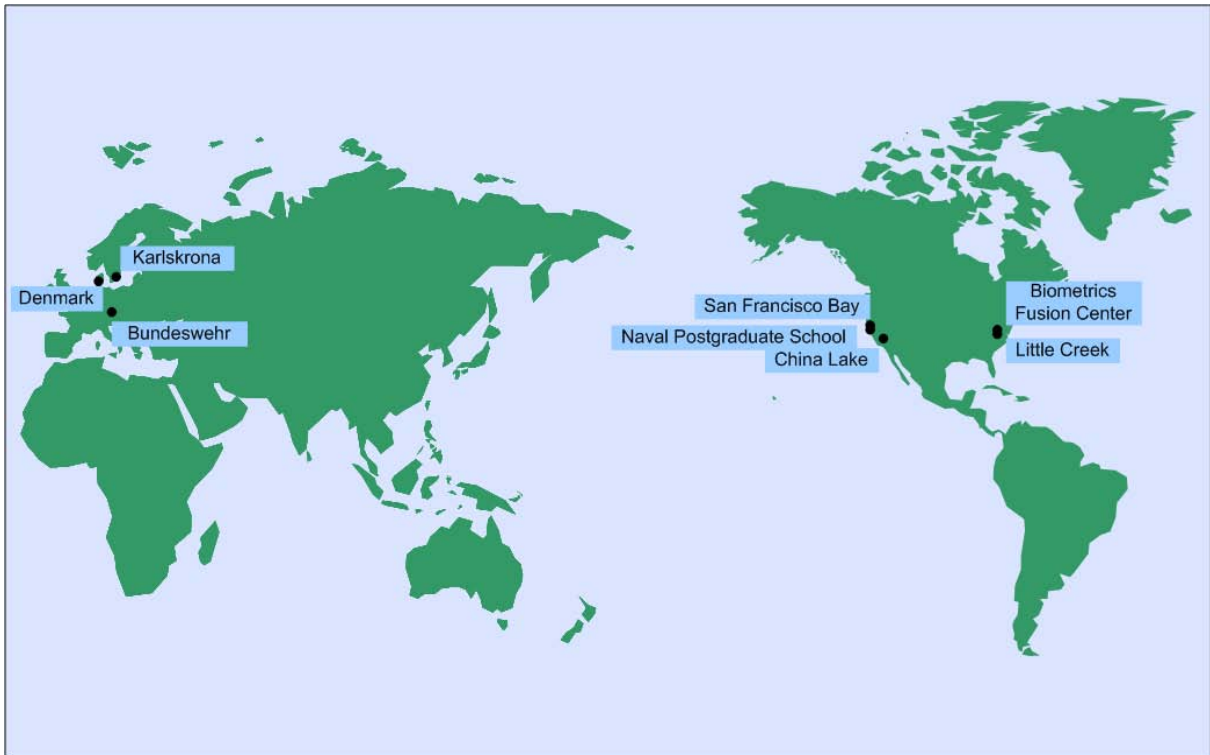 Karlskrona
Denmark
Bundeswehr
San Francisco Bay
Naval Postgraduate School
China Lake
Biometrics
Fusion Center
Little Creek